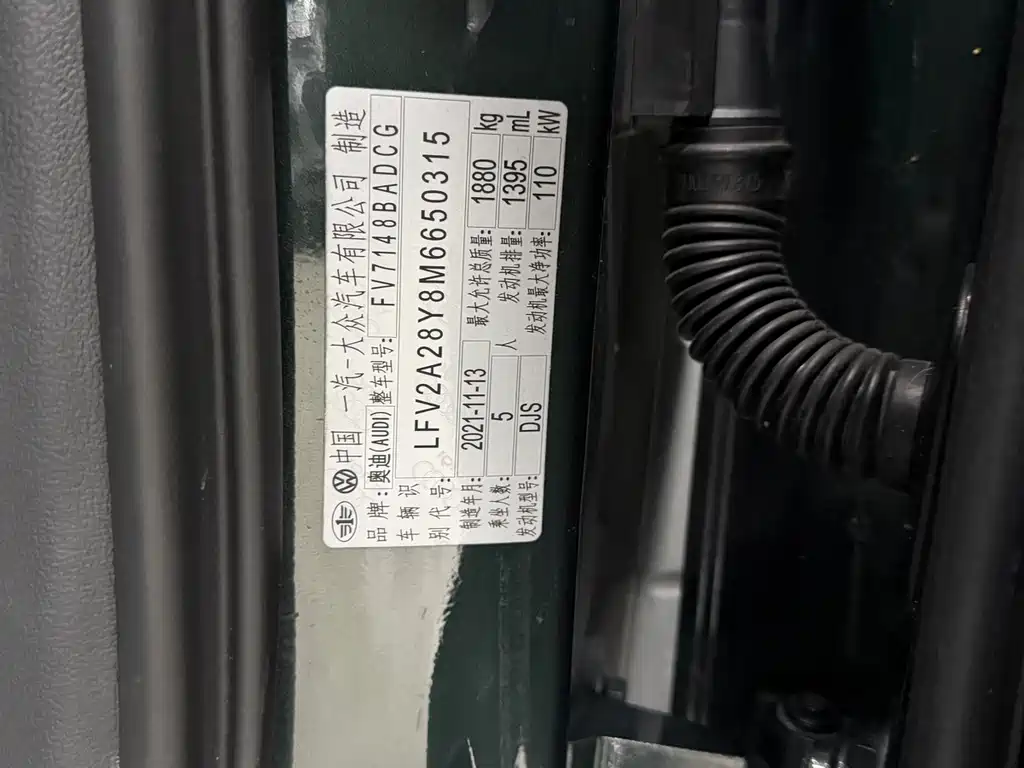 中国 一汽-大众汽车有限公司 制造
品牌: 奥迪(AUDI) 整车型号: FV7148BADCG
车辆识别代号: LFV2A28Y8M6650315
制造年月: 2021-11-13 最大允许总质量: 1880 kg
乘坐人数: 5 人 发动机排量: 1395 mL
发动机型号: DJS 发动机最大净功率: 110 kW